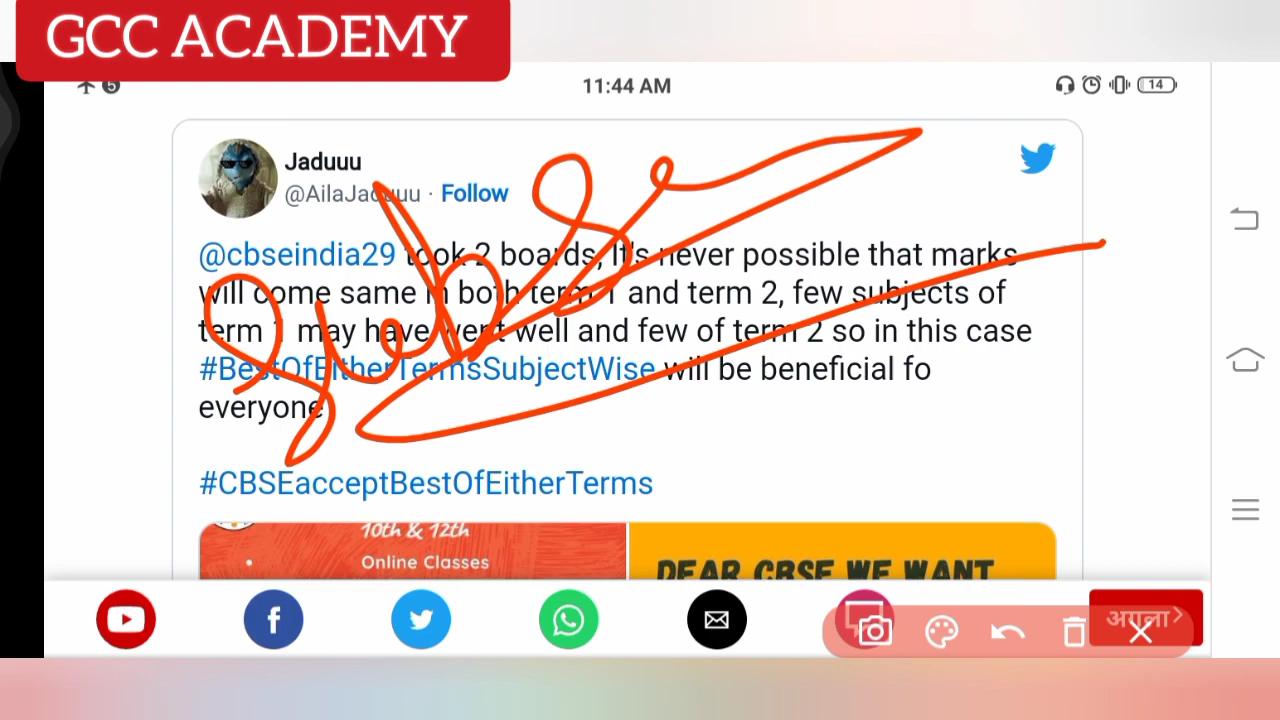 GCC ACADEMY
5 11:44 AM 14
Jaduuu
@AilaJaduuu · Follow
@cbseindia29 took 2 boards, It's never possible that marks
will come same in both term 1 and term 2, few subjects of
term 1 may have went well and few of term 2 so in this case
#BestOfEitherTermsSubjectWise will be beneficial fo
everyone
#CBSEacceptBestOfEitherTerms
10th & 12th
Online Classes
DEAR CBSE WE WANT
अगला